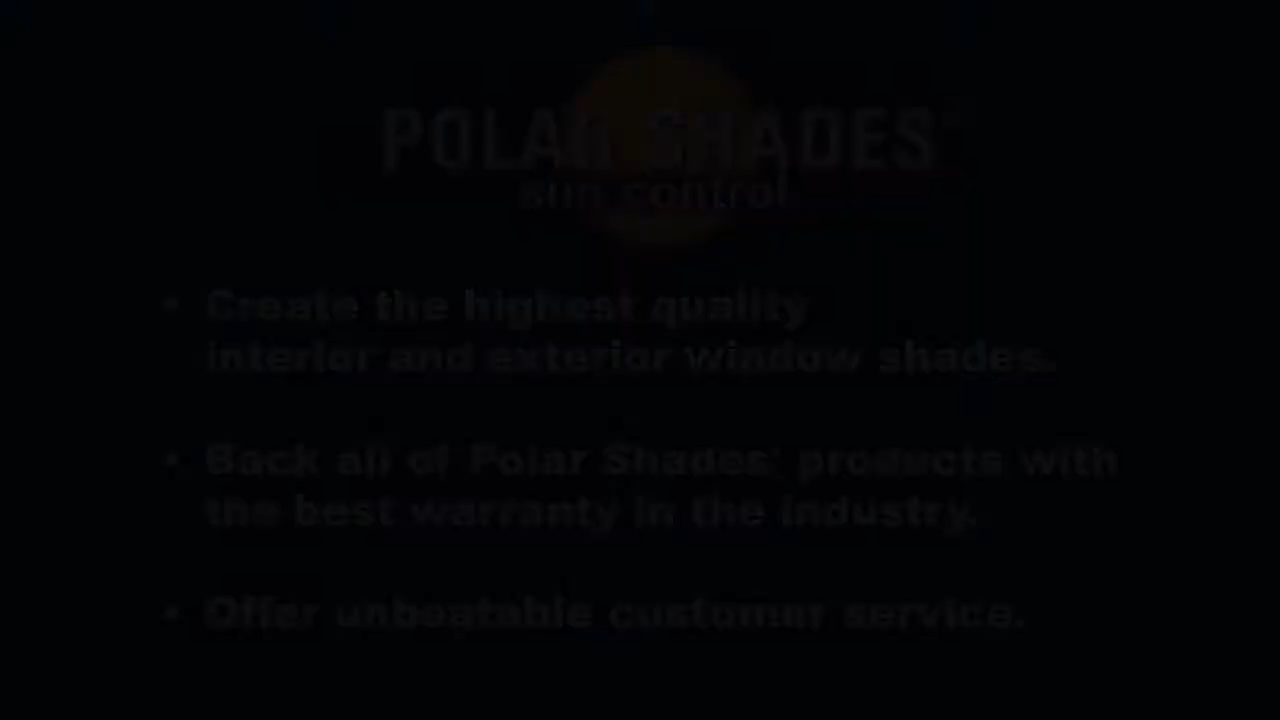 POLAR SHADES
sun control
• Create the highest quality
interior and exterior window shades.
• Back all of Polar Shades' products with
the best warranty in the industry.
• Offer unbeatable customer service.